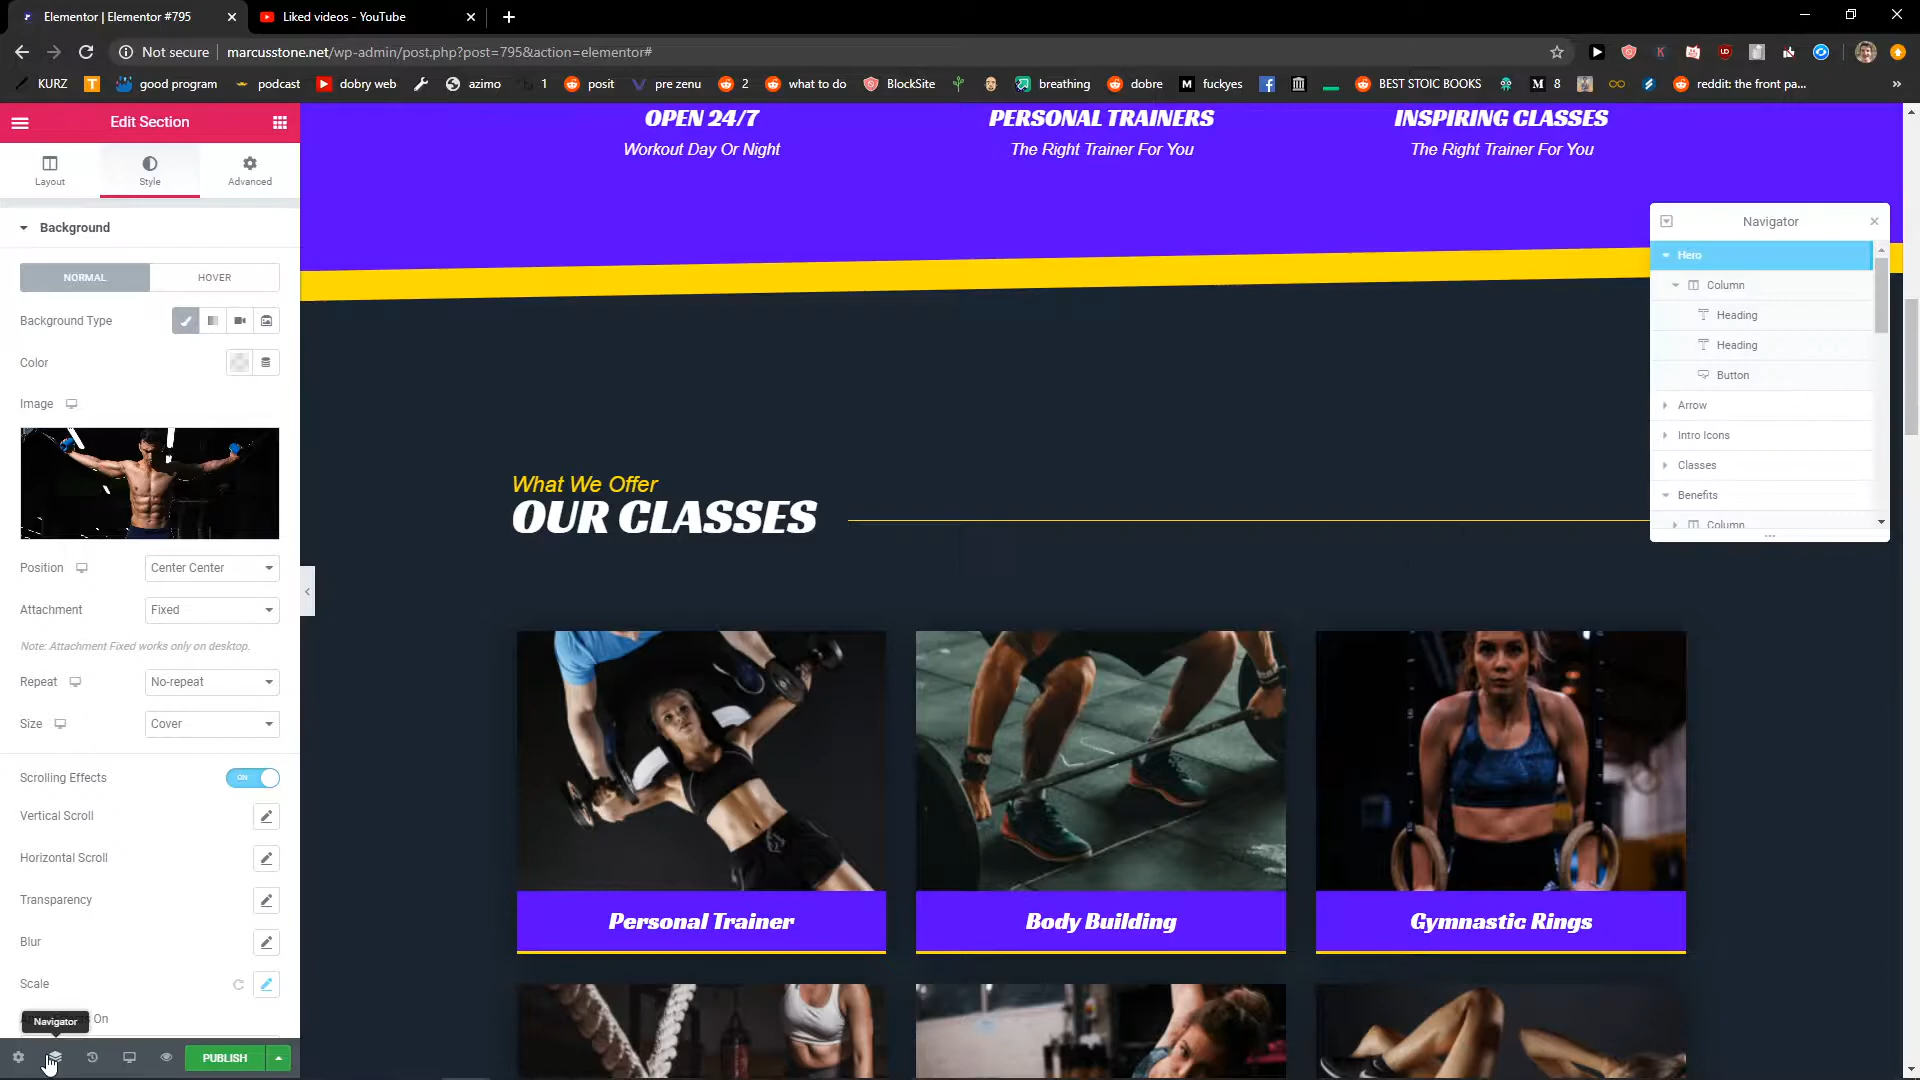 Elementor | Elementor #795
Liked videos - YouTube
Not secure
marcusstone.net/wp-admin/post.php?post=795&action=elementor#
KURZ
good program
podcast
dobry web
azimo
1
posit
pre zenu
2
what to do
BlockSite
breathing
dobre
fuckyes
BEST STOIC BOOKS
8
reddit: the front pa...
Edit Section
Layout
Style
Advanced
Background
NORMAL
HOVER
Background Type
Color
Image
Position
Center Center
Attachment
Fixed
Note: Attachment Fixed works only on desktop.
Repeat
No-repeat
Size
Cover
Scrolling Effects
ON
Vertical Scroll
Horizontal Scroll
Transparency
Blur
Scale
On
Navigator
PUBLISH
OPEN 24/7
Workout Day Or Night
PERSONAL TRAINERS
The Right Trainer For You
INSPIRING CLASSES
The Right Trainer For You
What We Offer
OUR CLASSES
Personal Trainer
Body Building
Gymnastic Rings
Navigator
Hero
Column
Heading
Heading
Button
Arrow
Intro Icons
Classes
Benefits
Column